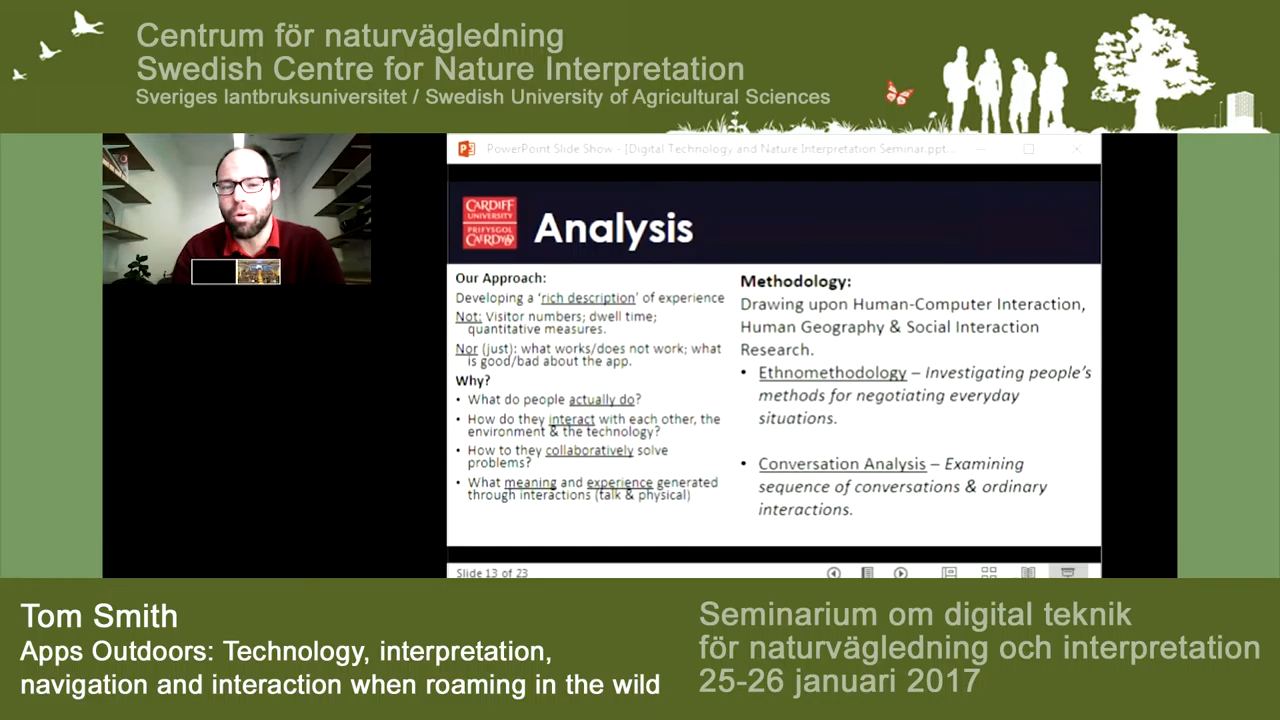 Centrum för naturvägledning
Swedish Centre for Nature Interpretation
Sveriges lantbruksuniversitet / Swedish University of Agricultural Sciences
PowerPoint Slide Show - [Digital Technology and Nature Interpretation Seminar.ppt...
CARDIFF
UNIVERSITY
PRIFYSGOL
CAERDYDD
Analysis
Our Approach:
Developing a ‘rich description’ of experience
Not: Visitor numbers; dwell time;
quantitative measures.
Nor (just): what works/does not work; what
is good/bad about the app.
Why?
• What do people actually do?
• How do they interact with each other, the
environment & the technology?
• How to they collaboratively solve
problems?
• What meaning and experience generated
through interactions (talk & physical)
Methodology:
Drawing upon Human-Computer Interaction,
Human Geography & Social Interaction
Research.
• Ethnomethodology – Investigating people’s
methods for negotiating everyday
situations.
• Conversation Analysis – Examining
sequence of conversations & ordinary
interactions.
Slide 13 of 23
Tom Smith
Apps Outdoors: Technology, interpretation,
navigation and interaction when roaming in the wild
Seminarium om digital teknik
för naturvägledning och interpretation
25-26 januari 2017